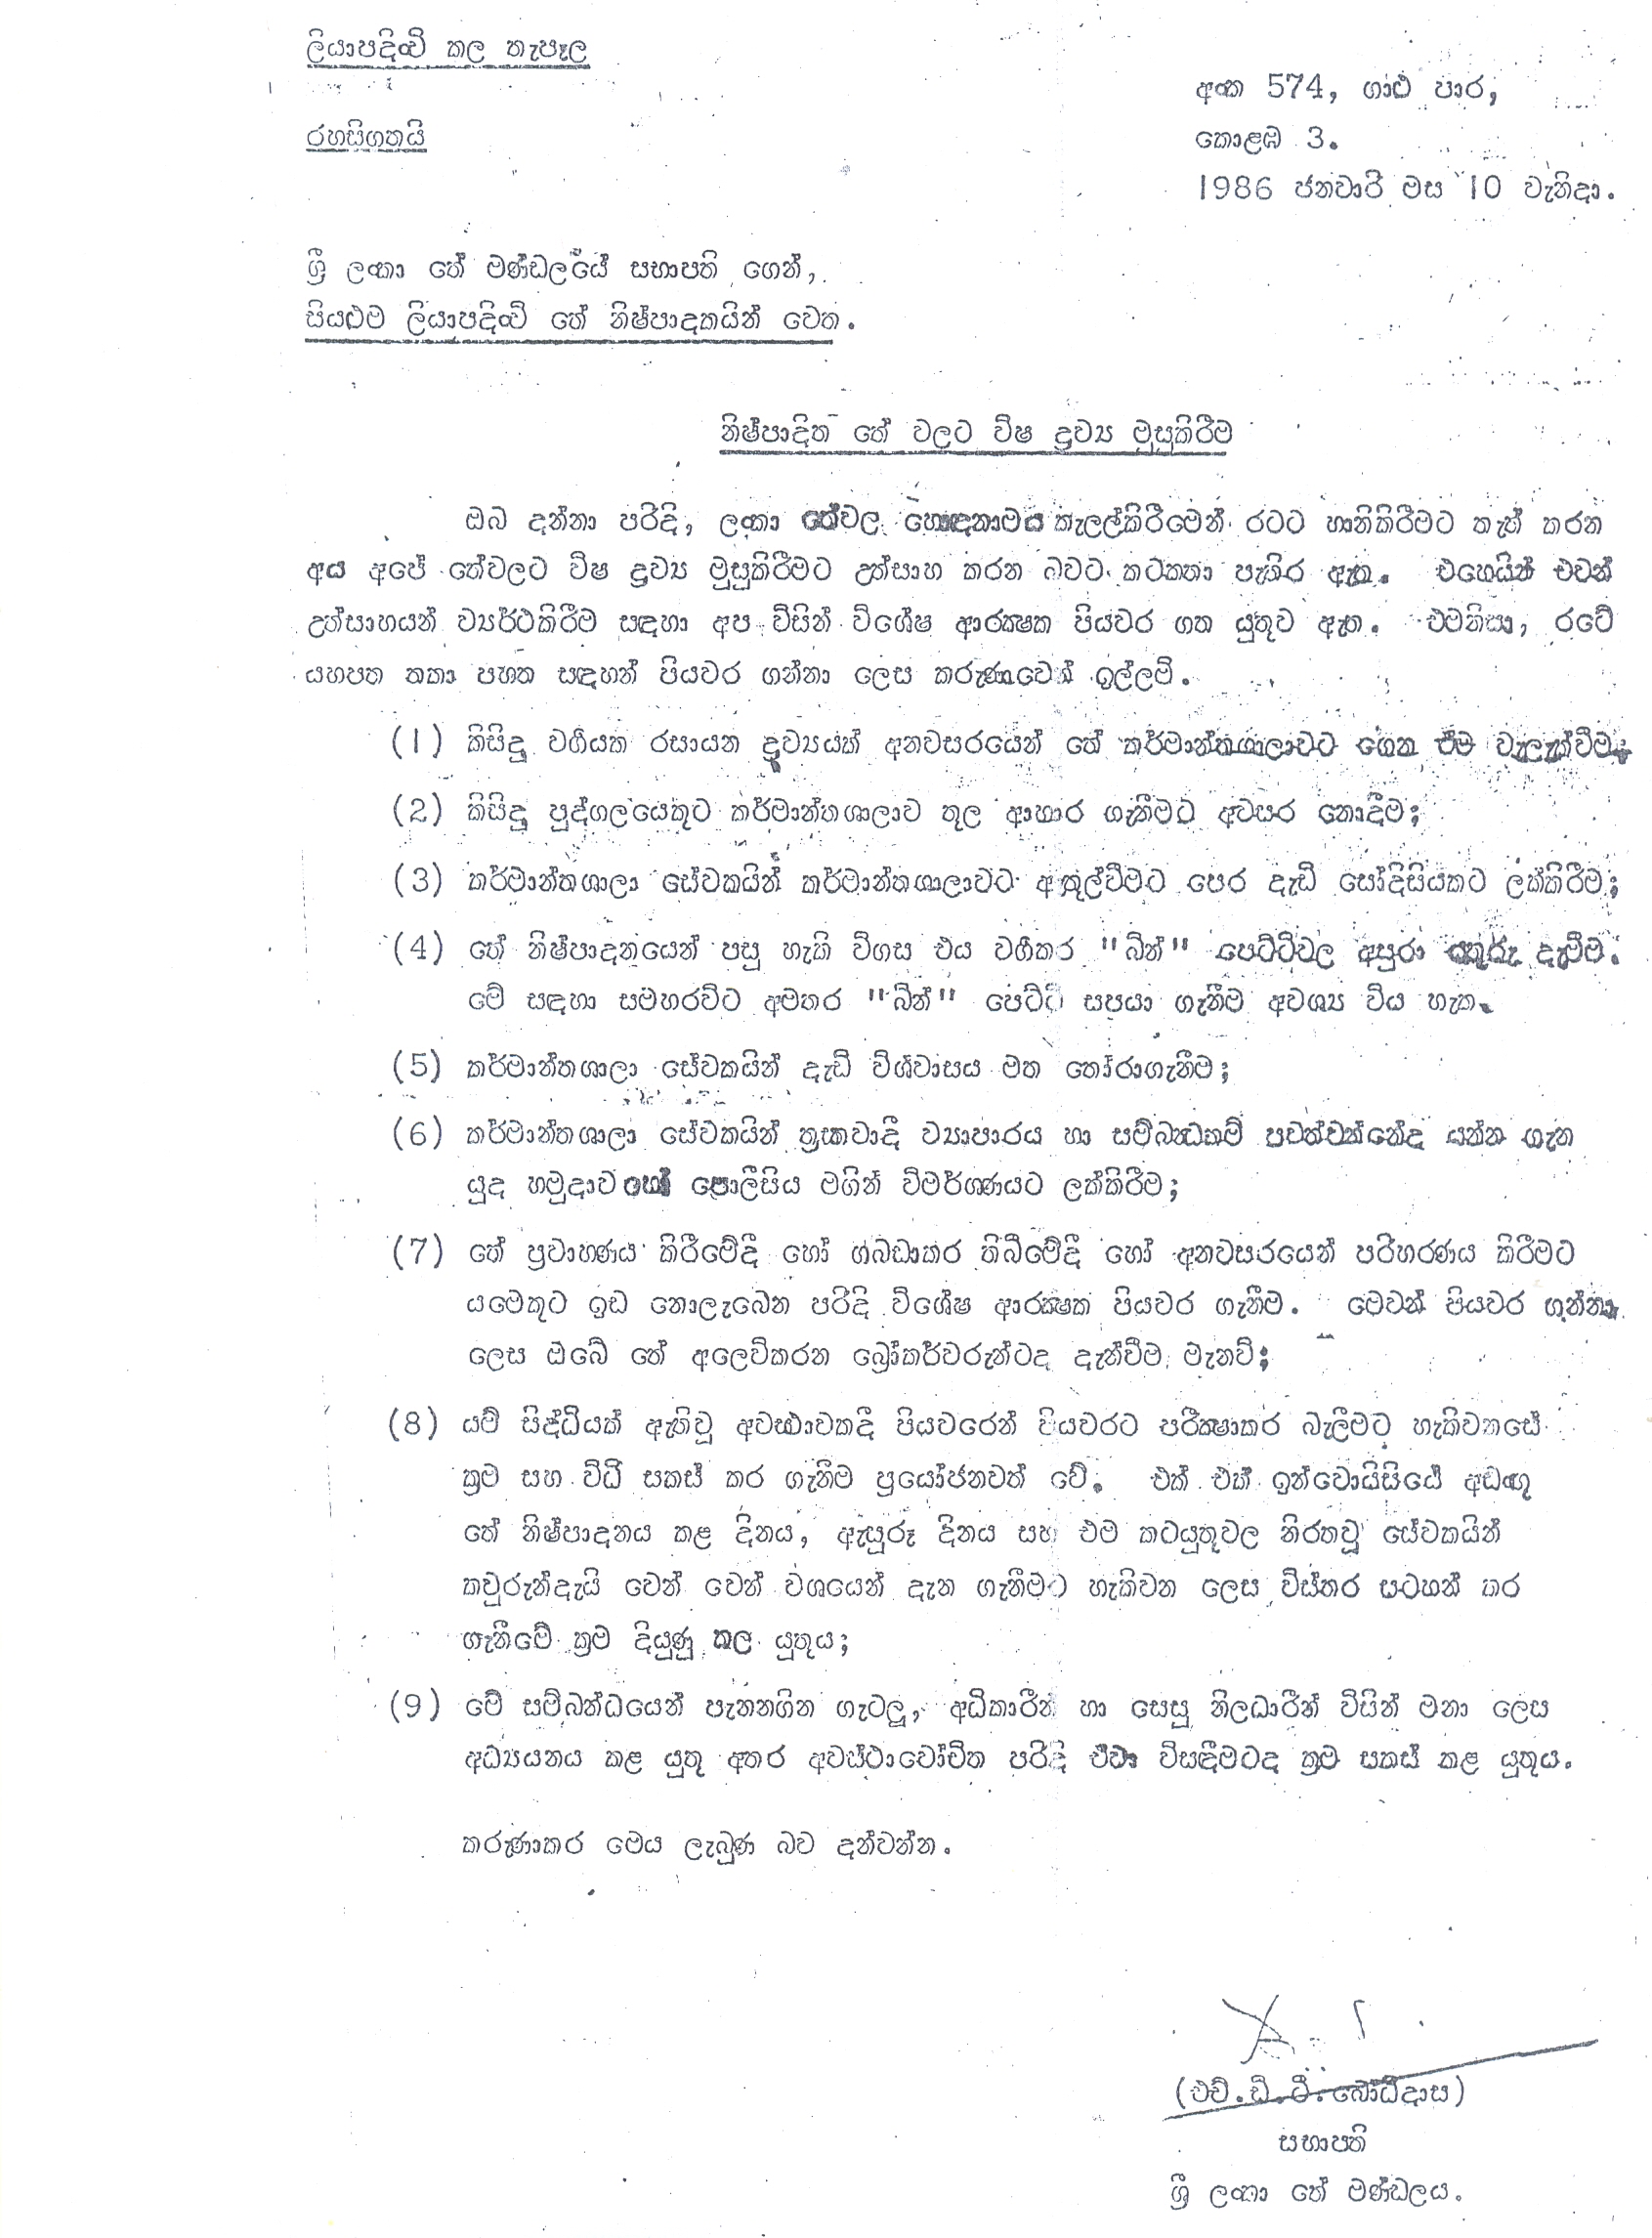 ලියාපදිංචි කල තැපෑල
අංක 574, ගාළු පාර,
රහසිගතයි
කොළඹ 3.
1986 ජනවාරි මස 10 වැනිදා.
ශ්‍රී ලංකා තේ මණ්ඩලයේ සභාපති ගෙන්,
සියළුම ලියාපදිංචි තේ නිෂ්පාදකයින් වෙත.
නිෂ්පාදිත තේ වලට විෂ ද්‍රව්‍ය මුසුකිරීම
ඔබ දන්නා පරිදි, ලංකා තේවල හොඳනාමය කැලල්කිරීමෙන් රටට හානිකිරීමට තැත් කරන
අය අපේ තේවලට විෂ ද්‍රව්‍ය මුසුකිරීමට උත්සාහ කරන බවට කටකතා පැතිර ඇත. එහෙයින් එවන්
උත්සාහයන් ව්‍යර්ථකිරීම සඳහා අප විසින් විශේෂ ආරක්‍ෂක පියවර ගත යුතුව ඇත. එමනිසා, රටේ
යහපත තකා පහත සඳහන් පියවර ගන්නා ලෙස කරුණාවෙන් ඉල්ලමි.
(1) කිසිදු වර්ගයක රසායන ද්‍රව්‍යයක් අනවසරයෙන් තේ කර්මාන්තශාලාවට ගෙන ඒම වැලැක්වීම;
(2) කිසිදු පුද්ගලයෙකුට කර්මාන්තශාලාව තුල ආහාර ගැනීමට අවසර නොදීම;
(3) කර්මාන්තශාලා සේවකයින් කර්මාන්තශාලාවට ඇතුල්වීමට පෙර දැඩි සෝදිසියකට ලක්කිරීම;
(4) තේ නිෂ්පාදනයෙන් පසු හැකි විගස එය වර්ගකර "බින්" පෙට්ටිවල අසුරා යතුරු දැමීම.
මේ සඳහා සමහරවිට අමතර "බින්" පෙට්ටි සපයා ගැනීම අවශ්‍ය විය හැක.
(5) කර්මාන්තශාලා සේවකයින් දැඩි විශ්වාසය මත තෝරාගැනීම;
(6) කර්මාන්තශාලා සේවකයින් ත්‍රස්තවාදී ව්‍යාපාරය හා සම්බන්ධකම් පවත්වන්නේද යන්න ගැන
යුද හමුදාව හෝ පොලීසිය මගින් විමර්ශණයට ලක්කිරීම;
(7) තේ ප්‍රවාහණය කිරීමේදී හෝ ගබඩාකර තිබීමේදී හෝ අනවසරයෙන් පරිහරණය කිරීමට
යමෙකුට ඉඩ නොලැබෙන පරිදි විශේෂ ආරක්‍ෂක පියවර ගැනීම. මෙවන් පියවර ගන්නා
ලෙස ඔබේ තේ අලෙවිකරන බ්‍රෝකර්වරුන්ටද දැන්වීම මැනවි;
(8) යම් සිද්ධියක් ඇතිවූ අවස්ථාවකදී පියවරෙන් පියවරට පරීක්‍ෂාකර බැලීමට හැකිවනසේ
ක්‍රම සහ විධි සකස් කර ගැනීම ප්‍රයෝජනවත් වේ. එක් එක් ඉන්වොයිසියේ අඩංගු
තේ නිෂ්පාදනය කළ දිනය, ඇසුරූ දිනය සහ එම කටයුතුවල නිරතවූ සේවකයින්
කවුරුන්දැයි වෙන් වෙන් වශයෙන් දැන ගැනීමට හැකිවන ලෙස විස්තර සටහන් කර
ගැනීමේ ක්‍රම දියුණු කල යුතුය;
(9) මේ සම්බන්ධයෙන් පැනනගින ගැටලු, අධිකාරීන් හා සෙසු නිලධාරීන් විසින් මනා ලෙස
අධ්‍යයනය කළ යුතු අතර අවස්ථාවෝචිත පරිදි ඒවා විසඳීමටද ක්‍රම සකස් කළ යුතුය.
කරුණාකර මෙය ලැබුණ බව දන්වන්න.
(එච්.ඩී.ටී.බෝධිදාස)
සභාපති
ශ්‍රී ලංකා තේ මණ්ඩලය.